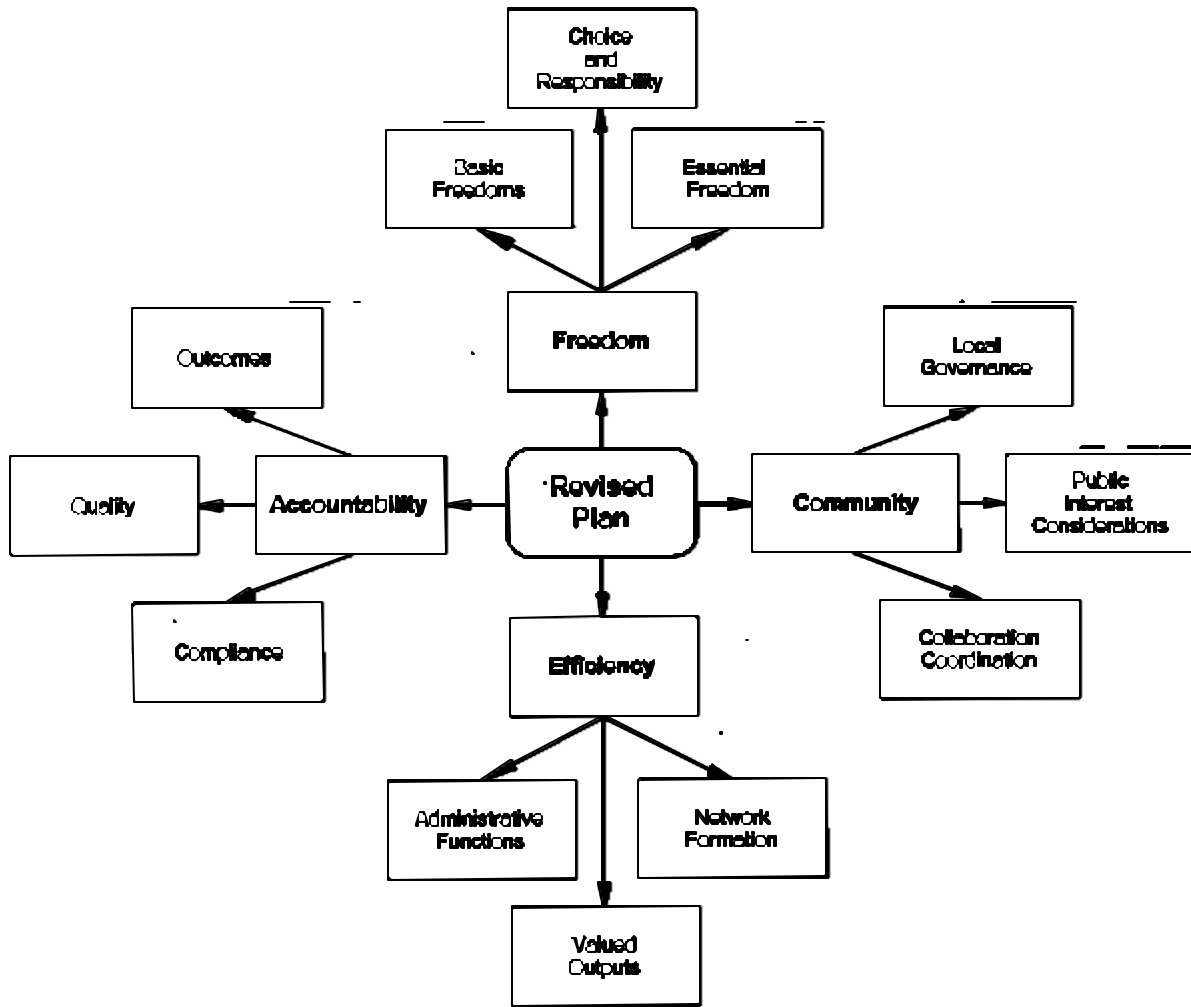 Choice
and
Responsibility
Basic
Freedoms
Essential
Freedom
Freedom
Outcomes
Local
Governance
Quality
Accountability
Revised
Plan
Community
Public
Interest
Considerations
Compliance
Efficiency
Collaboration
Coordination
Administrative
Functions
Network
Formation
Valued
Outputs